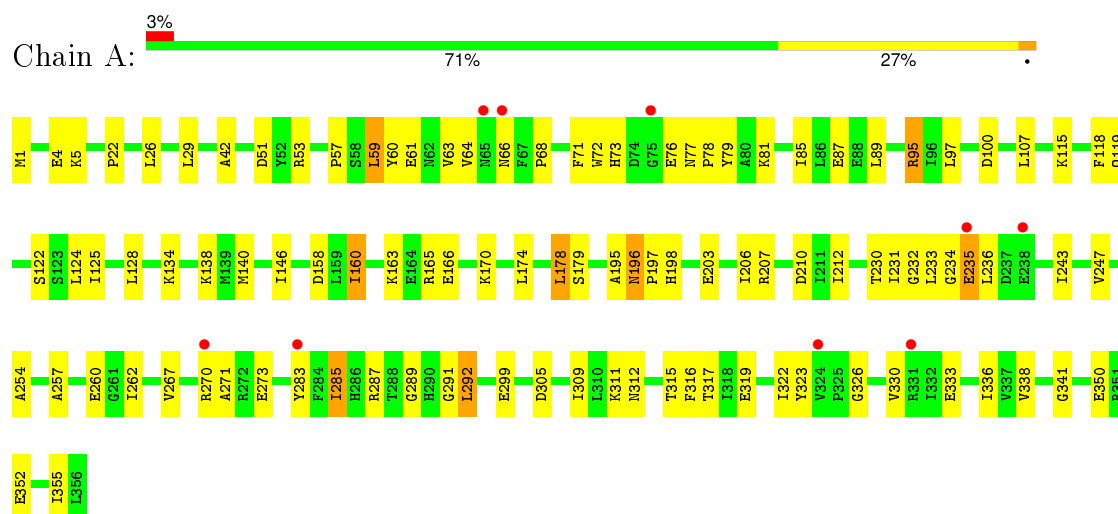 3%
Chain A:
71% 27% •
M1 E4 K5 P22 L26 L29 A42 D51 Y52 R53 P57 S58 L59 Y60 E61 N62 V63 V64 N65 N66 F67 P68 F71 W72 H73 D74 G75 E76 N77 P78 Y79 A80 K81 I85 L86 E87 E88 L89 R95 I96 L97 D100 L107 K115 F118 Q119
S122 S123 L124 I125 L128 K134 K138 M139 M140 I146 D158 L159 I160 K163 E164 R165 E166 K170 L174 L178 S179 A195 N196 P197 H198 E203 I206 R207 D210 I211 I212 T230 I231 G232 L233 G234 E235 L236 D237 E238 I243 V247
A254 A257 E260 G261 I262 V267 R270 A271 R272 E273 Y283 F284 I285 H286 R287 T288 G289 H290 G291 L292 E299 D305 I309 L310 K311 N312 T315 F316 T317 I318 E319 I322 Y323 V324 P325 G326 V330 R331 I332 E333 I336 V337 V338 G341 E350
E352 I355 L356